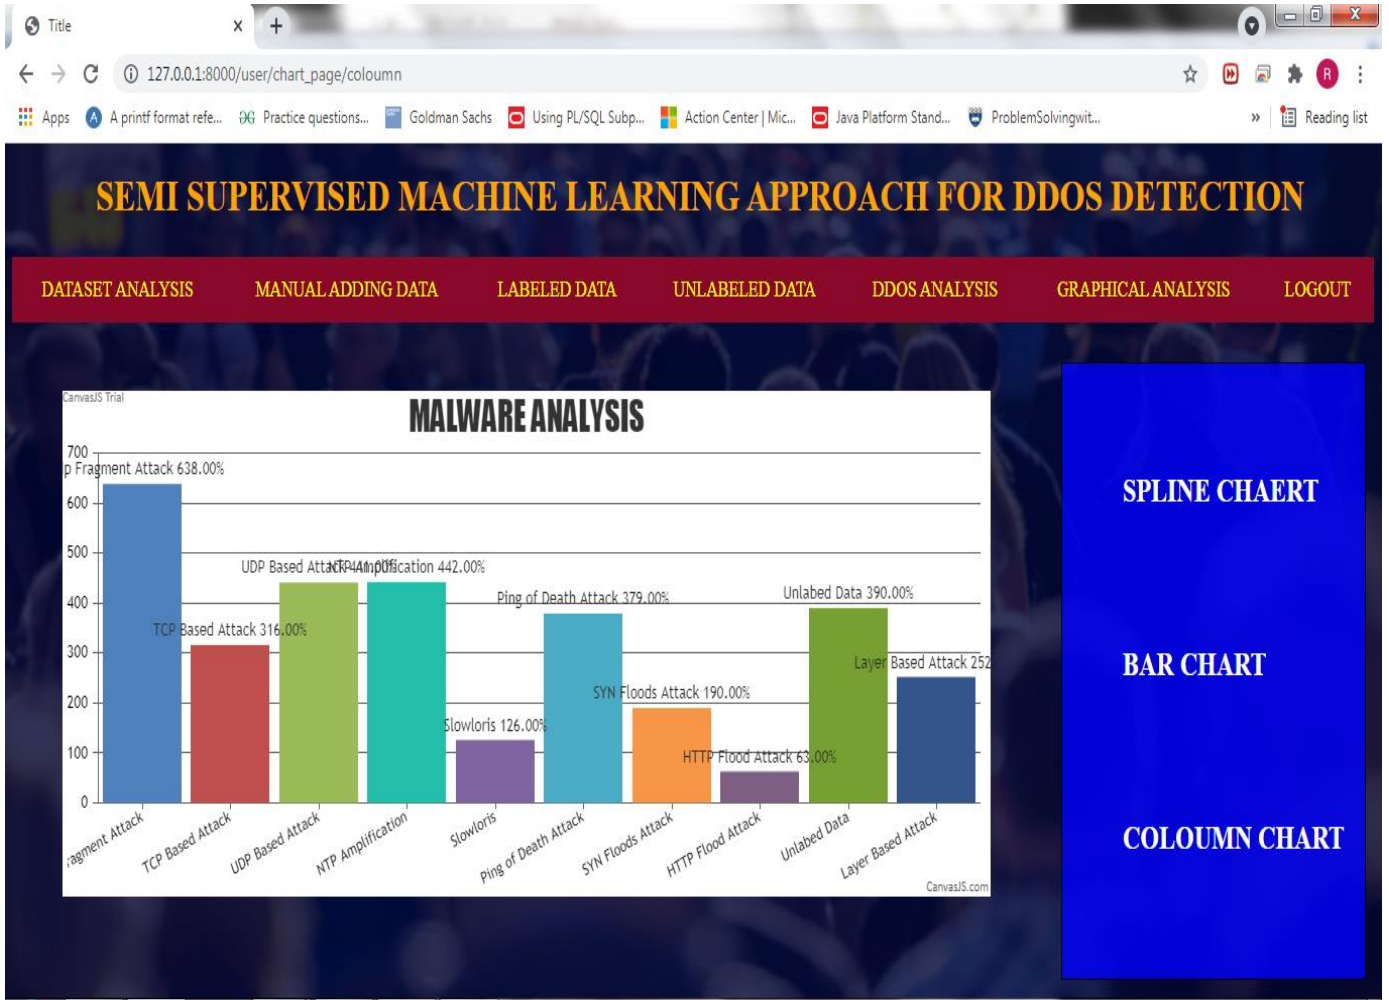 Title
127.0.0.1:8000/user/chart_page/coloumn
Apps A printf format refe... Practice questions... Goldman Sachs Using PL/SQL Subp... Action Center | Mic... Java Platform Stand... ProblemSolvingwit... » Reading list
R
SEMI SUPERVISED MACHINE LEARNING APPROACH FOR DDOS DETECTION
DATASET ANALYSIS MANUAL ADDING DATA LABELED DATA UNLABELED DATA DDOS ANALYSIS GRAPHICAL ANALYSIS LOGOUT
CanvasJS Trial
MALWARE ANALYSIS
700
p Fragment Attack 638.00%
600
500
UDP Based Attack 441.00%
NTP Amplification 442.00%
400
Ping of Death Attack 379.00%
Unlabed Data 390.00%
TCP Based Attack 316.00%
300
Layer Based Attack 252
200
SYN Floods Attack 190.00%
Slowloris 126.00%
100
HTTP Flood Attack 63.00%
0
ragment Attack
TCP Based Attack
UDP Based Attack
NTP Amplification
Slowloris
Ping of Death Attack
SYN Floods Attack
HTTP Flood Attack
Unlabed Data
Layer Based Attack
CanvasJS.com
SPLINE CHAERT
BAR CHART
COLOUMN CHART